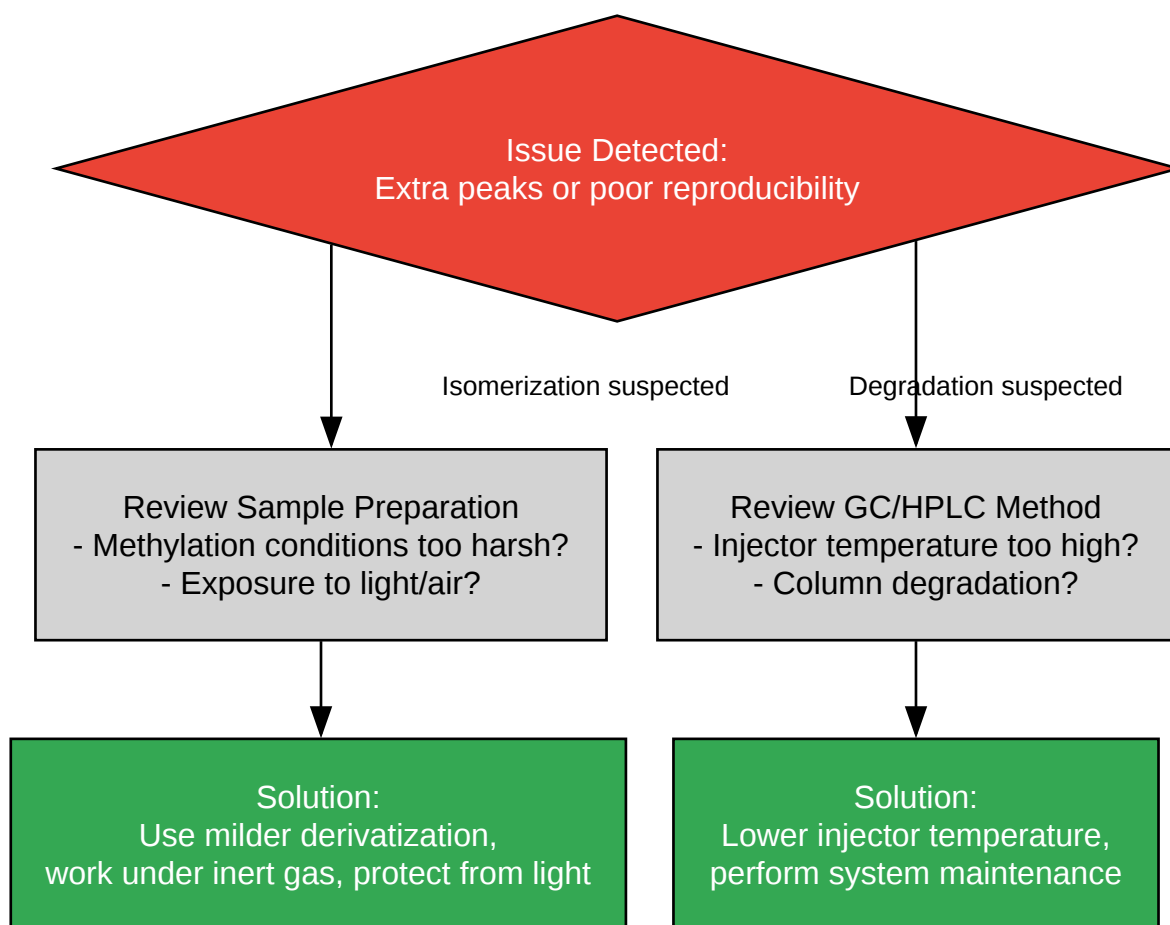 Issue Detected:
Extra peaks or poor reproducibility
Isomerization suspected
Degradation suspected
Review Sample Preparation
- Methylation conditions too harsh?
- Exposure to light/air?
Review GC/HPLC Method
- Injector temperature too high?
- Column degradation?
Solution:
Use milder derivatization,
work under inert gas, protect from light
Solution:
Lower injector temperature,
perform system maintenance